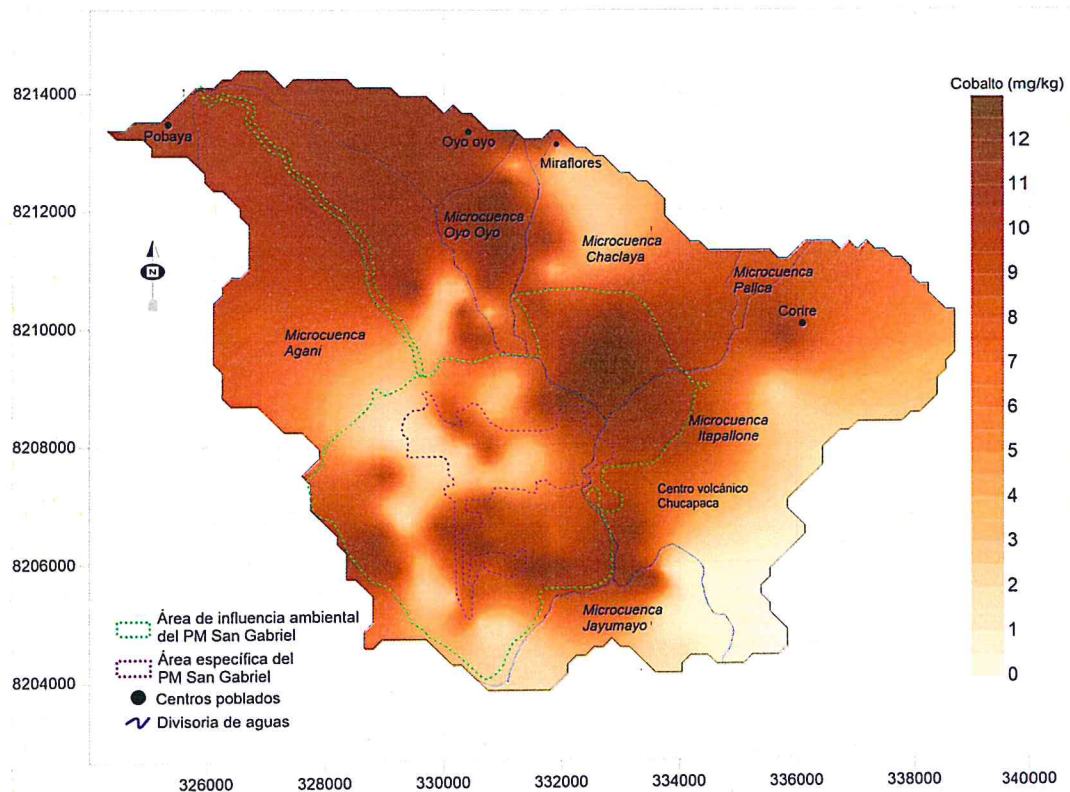 Cobalto (mg/kg)
12
11
10
9
8
7
6
5
4
3
2
1
0
8214000
8212000
8210000
8208000
8206000
8204000
Pobaya
Oyo oyo
Miraflores
Microcuenca
Oyo Oyo
Microcuenca
Chaclaya
Microcuenca
Palica
Corire
N
Microcuenca
Agani
Microcuenca
Itapallone
Centro volcánico
Chucapaca
Microcuenca
Jayumayo
Área de influencia ambiental
del PM San Gabriel
Área específica del
PM San Gabriel
Centros poblados
Divisoria de aguas
326000
328000
330000
332000
334000
336000
338000
340000